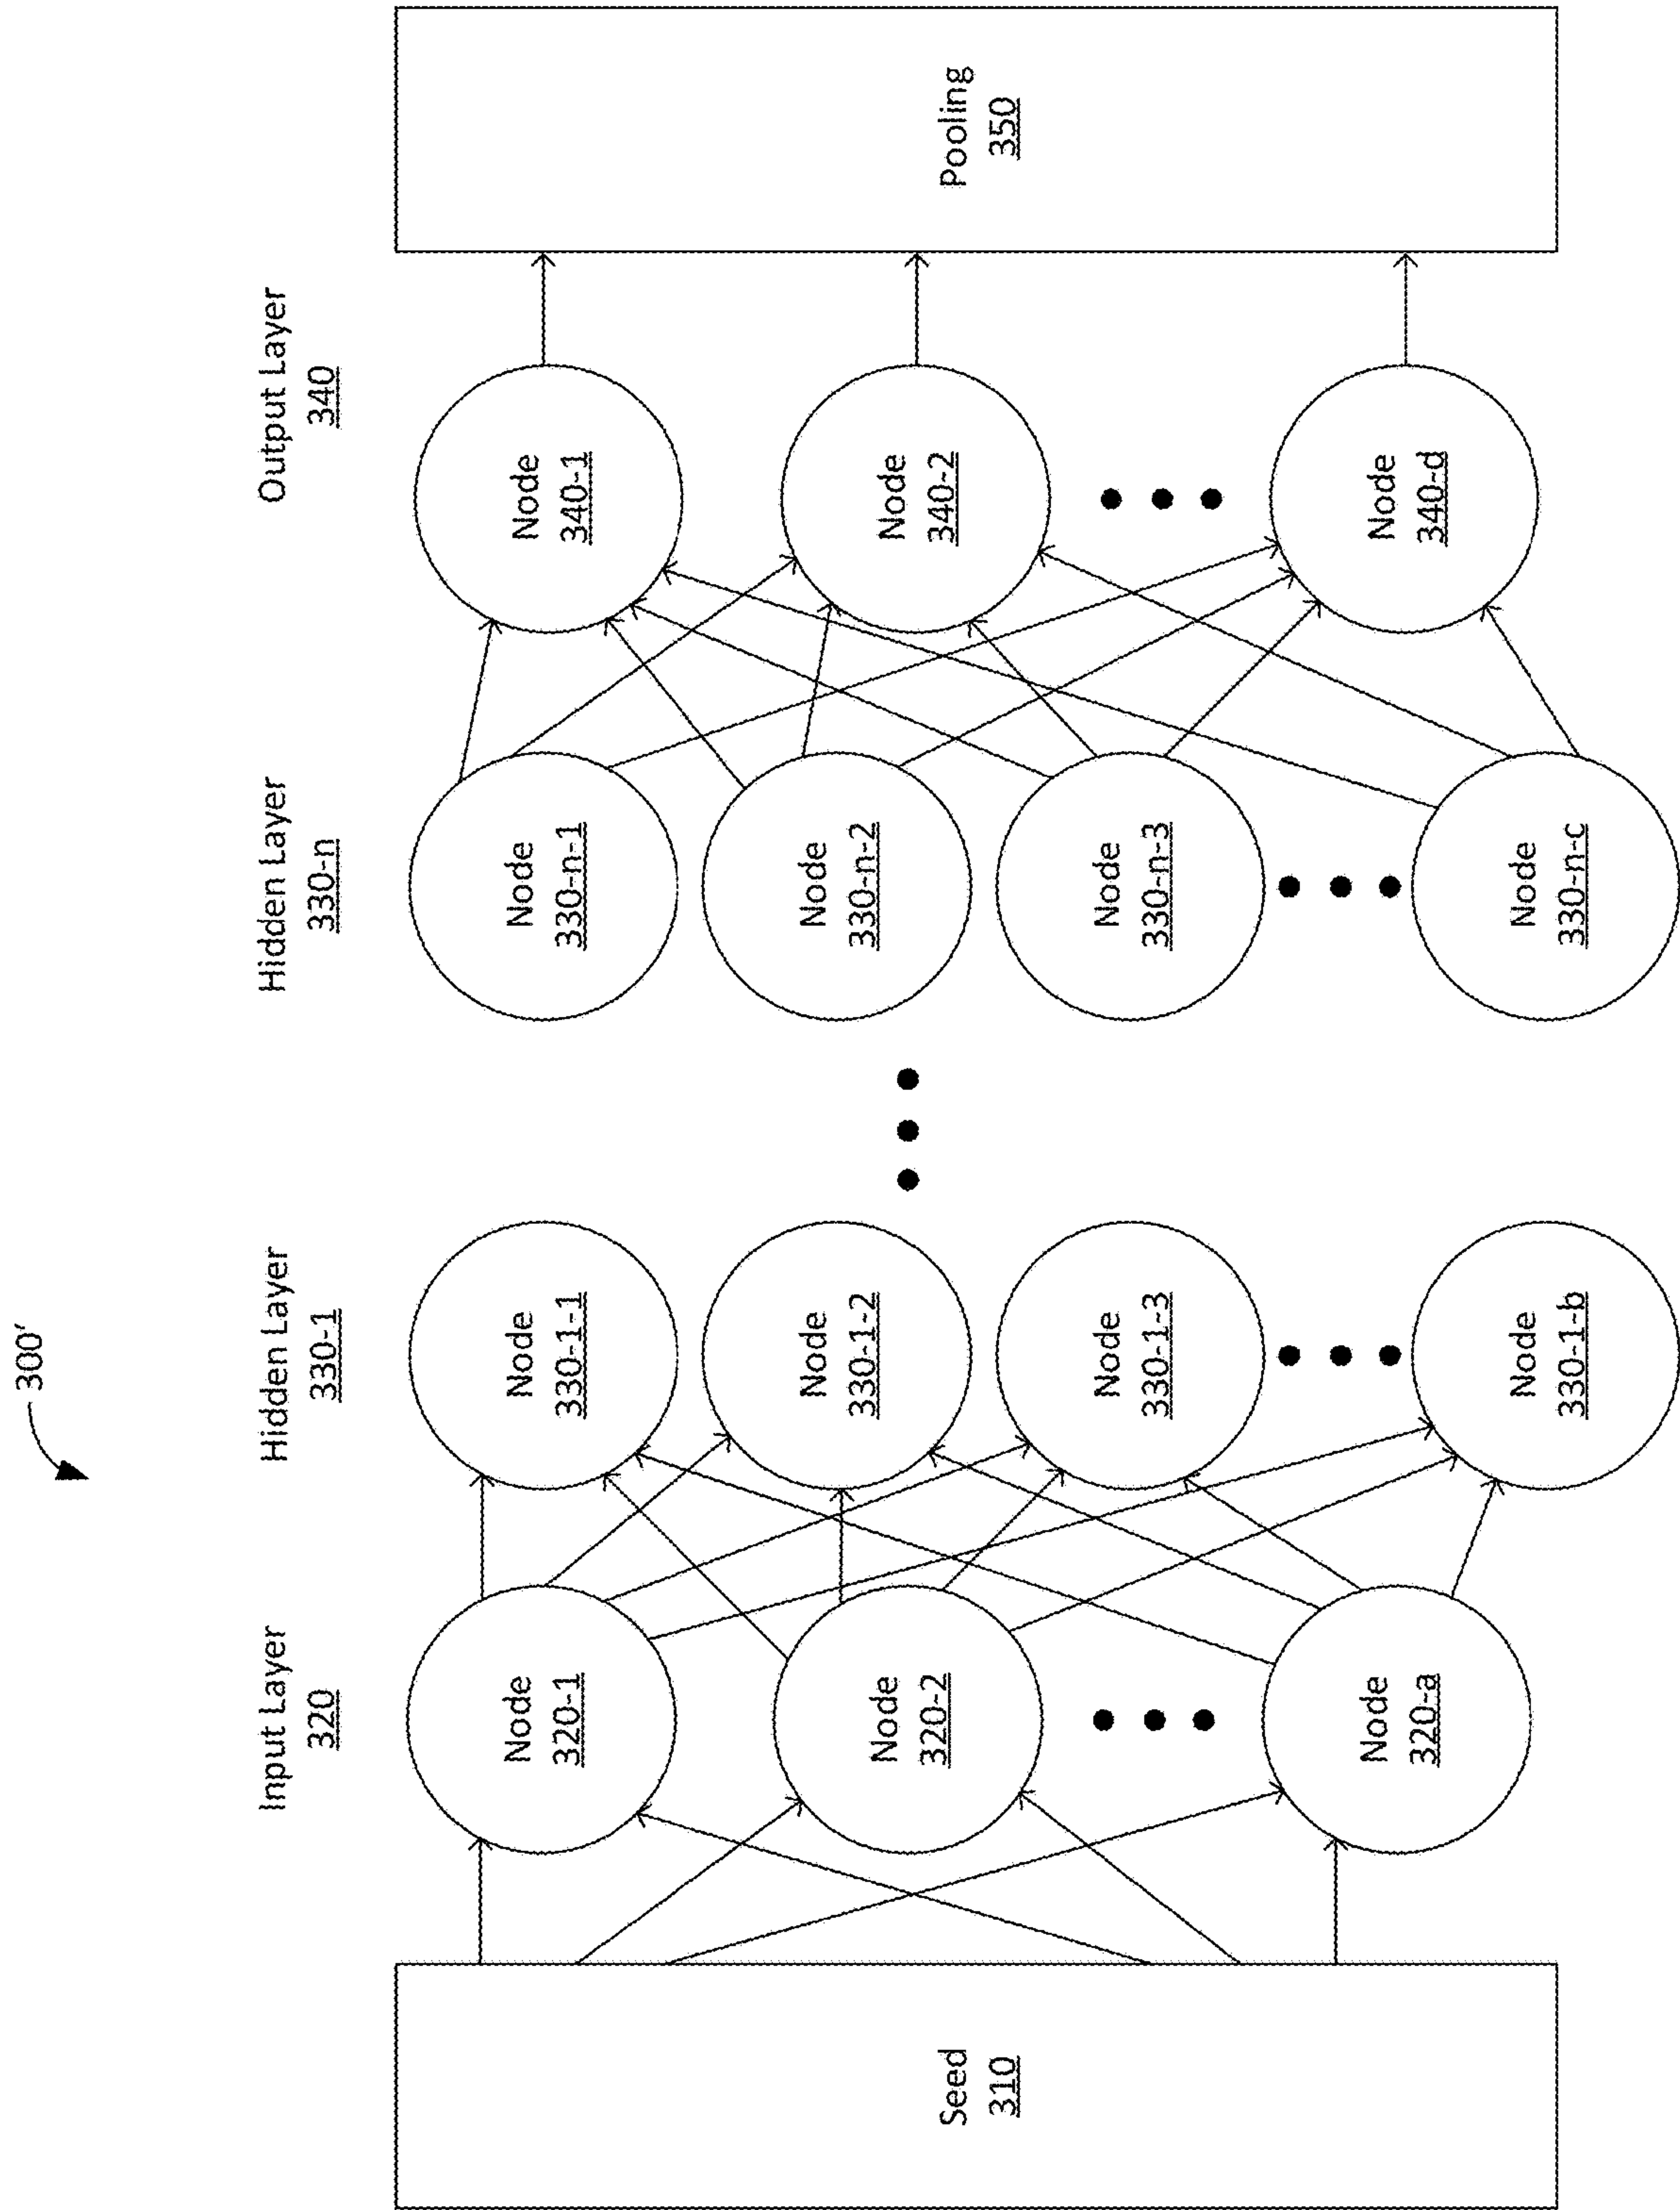 300'
Input Layer
320
Hidden Layer
330-1
Hidden Layer
330-n
Output Layer
340
Seed
310
Node
320-1
Node
320-2
Node
320-a
Node
330-1-1
Node
330-1-2
Node
330-1-3
Node
330-1-b
Node
330-n-1
Node
330-n-2
Node
330-n-3
Node
330-n-c
Node
340-1
Node
340-2
Node
340-d
Pooling
350